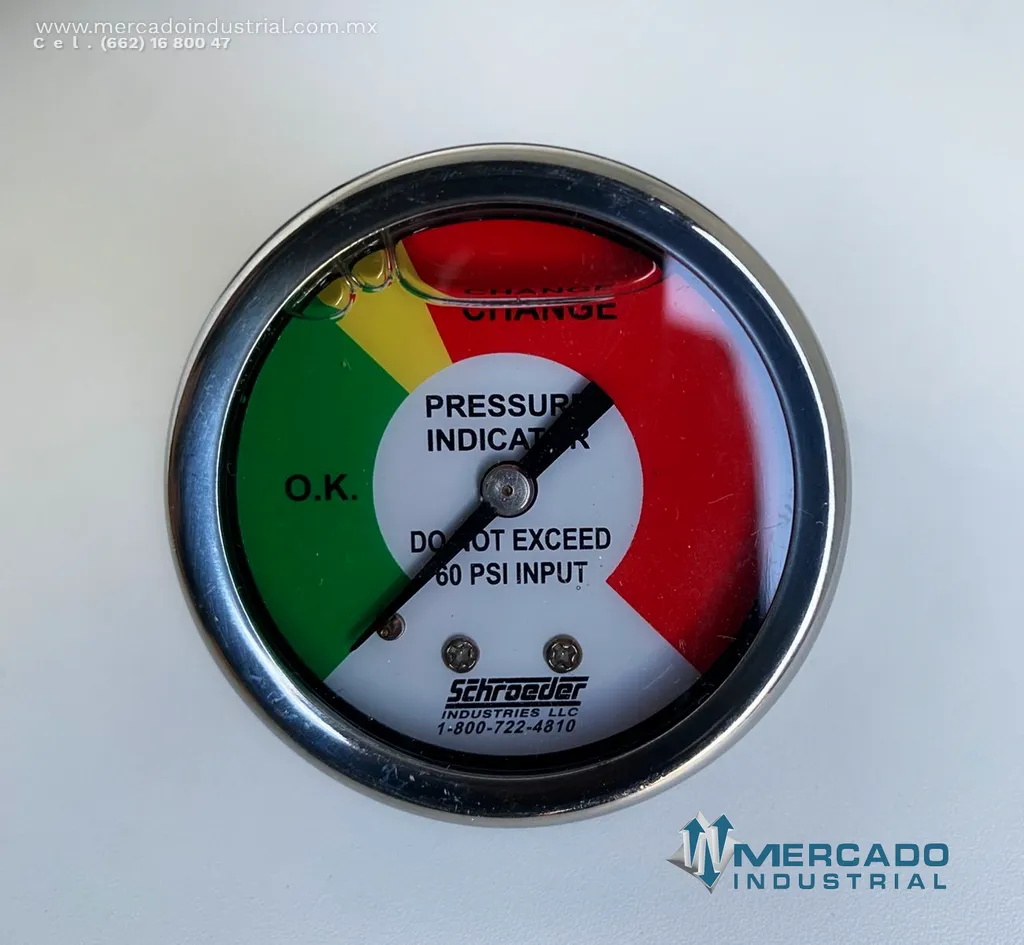 www.mercadoindustrial.com.mx
Cel. (662) 16 800 47
CHANGE
CHANGE
PRESSURE
INDICATOR
O.K.
DO NOT EXCEED
60 PSI INPUT
Schroeder
INDUSTRIES LLC
1-800-722-4810
MERCADO
INDUSTRIAL